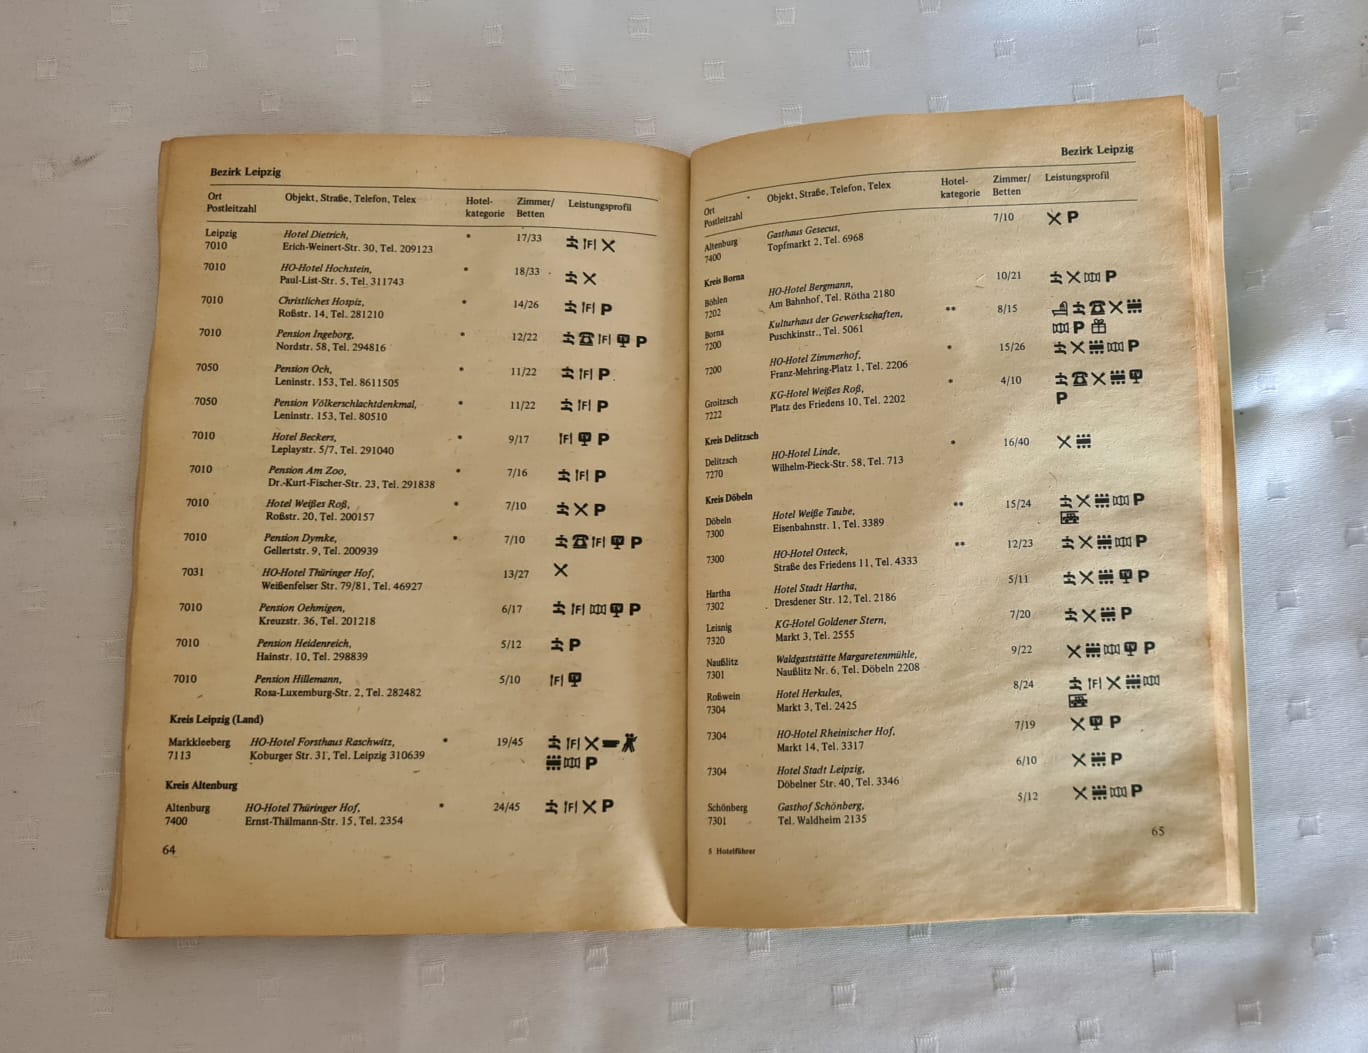 Bezirk Leipzig
Ort Objekt, Straße, Telefon, Telex Hotel- Zimmer/ Leistungsprofil
Postleitzahl kategorie Betten
Leipzig Hotel Dietrich, * 17/33
7010 Erich-Weinert-Str. 30, Tel. 209123
7010 HO-Hotel Hochstein, * 18/33
Paul-List-Str. 5, Tel. 311743
7010 Christliches Hospiz, * 14/26 P
Roßstr. 14, Tel. 281210
7010 Pension Ingeborg, * 12/22 P
Nordstr. 58, Tel. 294816
7050 Pension Och, * 11/22 P
Leninstr. 153, Tel. 8611505
7050 Pension Völkerschlachtdenkmal, * 11/22 P
Leninstr. 153, Tel. 80510
7010 Hotel Beckers, * 9/17 P
Leplaystr. 5/7, Tel. 291040
7010 Pension Am Zoo, * 7/16 P
Dr.-Kurt-Fischer-Str. 23, Tel. 291838
7010 Hotel Weißes Roß, * 7/10 P
Roßstr. 20, Tel. 200157
7010 Pension Dymke, * 7/10 P
Gellertstr. 9, Tel. 200939
7031 HO-Hotel Thüringer Hof, 13/27
Weißenfelser Str. 79/81, Tel. 46927
7010 Pension Oehmigen, 6/17 P
Kreuzstr. 36, Tel. 201218
7010 Pension Heidenreich, 5/12 P
Hainstr. 10, Tel. 298839
7010 Pension Hillemann, 5/10
Rosa-Luxemburg-Str. 2, Tel. 282482
Kreis Leipzig (Land)
Markkleeberg HO-Hotel Forsthaus Raschwitz, * 19/45
7113 Koburger Str. 31, Tel. Leipzig 310639 P
Kreis Altenburg
Altenburg HO-Hotel Thüringer Hof, * 24/45 P
7400 Ernst-Thälmann-Str. 15, Tel. 2354
64
Bezirk Leipzig
Ort Objekt, Straße, Telefon, Telex Hotel- Zimmer/ Leistungsprofil
Postleitzahl kategorie Betten
Altenburg Gasthaus Gesecus, 7/10 P
7400 Topfmarkt 2, Tel. 6968
Kreis Borna
Böhlen HO-Hotel Bergmann, 10/21 P
7202 Am Bahnhof, Tel. Rötha 2180
Borna Kulturhaus der Gewerkschaften, ** 8/15
7200 Puschkinstr., Tel. 5061 P
7200 HO-Hotel Zimmerhof, * 15/26 P
Franz-Mehring-Platz 1, Tel. 2206
Groitzsch KG-Hotel Weißes Roß, * 4/10
7222 Platz des Friedens 10, Tel. 2202 P
Kreis Delitzsch
Delitzsch HO-Hotel Linde, * 16/40
7270 Wilhelm-Pieck-Str. 58, Tel. 713
Kreis Döbeln
Döbeln Hotel Weiße Taube, ** 15/24 P
7300 Eisenbahnstr. 1, Tel. 3389
7300 HO-Hotel Osteck, ** 12/23 P
Straße des Friedens 11, Tel. 4333
Hartha Hotel Stadt Hartha, 5/11 P
7302 Dresdener Str. 12, Tel. 2186
Leisnig KG-Hotel Goldener Stern, 7/20 P
7320 Markt 3, Tel. 2555
Naußlitz Waldgaststätte Margaretenmühle, 9/22 P
7301 Naußlitz Nr. 6, Tel. Döbeln 2208
Roßwein Hotel Herkules, 8/24
7304 Markt 3, Tel. 2425
7304 HO-Hotel Rheinischer Hof, 7/19 P
Markt 14, Tel. 3317
7304 Hotel Stadt Leipzig, 6/10 P
Döbelner Str. 40, Tel. 3346
Schönberg Gasthof Schönberg, 5/12 P
7301 Tel. Waldheim 2135
65
5 Hotelführer